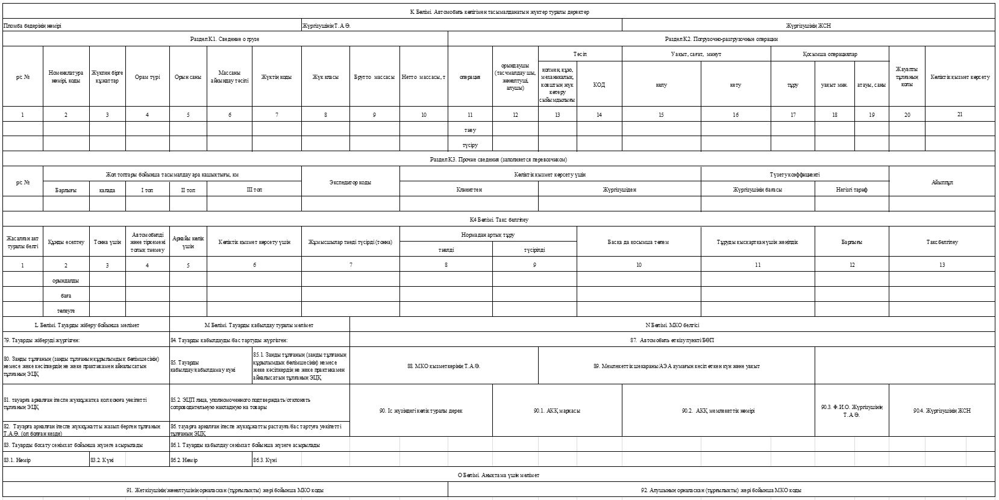 К Бөлімі. Автомобиль көлігімен тасымалданатын жүктер туралы деректер
Пломба бедерінің нөмірі
Жүргізушінің Т. А Ә.
Жүргізушінің ЖСН
Раздел К1. Сведение о грузе
Раздел К2. Погрузочно-разгрузочные операции
р/с №
Номенклатура
нөмірі, коды
Жүкпен бірге
құжаттар
Орам түрі
Орын саны
Массаны
айқындау тәсілі
Жүктің коды
Жүк класы
Брутто массасы
Нетто массасы, т
операция
орындаушы
(тасчмалдау шы,
жөнелтуші,
алушы)
Тәсіл
қолмен, құю,
механикалық,
ковштың жүк
көтеру
сыйымдылығы
КОД
Уақыт, сағат, минут
келу
кету
Қосымша операциялар
тұру
уақыт мин.
атауы, саны
Жауапты
тұлғаның
қолы
Көліктік қызмет көрсету
1
2
3
4
5
6
7
8
9
10
11
12
13
14
15
16
17
18
19
20
21
тиеу
түсіру
Раздел К3. Прочие сведения (заполняется перевозчиком)
р/с №
Жол топтары бойынша тасымалдау ара қашықтығы, км
Барлығы
қалада
I топ
II топ
III топ
Экспедитор коды
Көліктік қызмет көрсету үшін
Клиенттен
Жүргізушіден
Түзету коэффициенті
Жүргізушінің бағасы
Негізгі тариф
Айыппұл
К4 Бөлімі. Такс белгілеу
Жасалған акт
туралы белгі
Құнды есептеу
Тонна үшін
Автомобилді
және тіркемені
толық тиемеу
Арнайы көлік
үшін
Көліктік қызмет көрсету үшін
Жұмысшылар тиеді түсірді (тонна)
Нормадан артық тұру
тиелді
түсірілді
Басқа да қосымша төлем
Тұруды қысқартқан үшін жеңілдік
Барлығы
Такс белгілеу
1
2
3
4
5
6
7
8
9
10
11
12
13
орындалды
баға
төлеуге
L Бөлімі. Тауарды жіберу бойынша мәлімет
М Бөлімі. Тауарды қабылдау туралы мәлімет
N Бөлімі. МКО белгісі
79. Тауарды жіберуді жүргізген:
84. Тауарды қабылдауды/бас тартуды жүргізген:
87. Автомобиль өткізу пункті/БӨП
80. Заңды тұлғаның (заңды тұлғаның құрылымдық бөлімшесінің)
немесе жеке кәсіпкердің не жеке практикамен айналысатын
тұлғаның ЭЦҚ
85. Тауарды
қабылдау/қабылдамау күні
85.1. Заңды тұлғаның (заңды тұлғаның
құрылымдық бөлімшесінің) немесе
жеке кәсіпкердің не жеке практикамен
айналысатын тұлғаның ЭЦҚ
88. МКО қызметкерінің Т.А.Ә.
89. Мемлекеттік шекараны/АЭА аумағын кесіп өткен күн және уақыт
81. тауарға арналған ілеспе жүкқұжатқа қол қоюға уәкілетті
тұлғаның ЭЦҚ
85.2. ЭЦП лица, уполномоченного подтверждать/отклонять
сопроводительную накладную на товары
90. Іс жүзіндегі көлік туралы дерек
90.1. АКҚ маркасы
90.2. АКҚ мемлекеттік нөмірі
90.3. Ф.И.О. Жүргізушінің
Т.А.Ә.
90.4. Жүргізушінің ЖСН
82. Тауарға арналған ілеспе жүкқұжатты жазып берген тұлғаның
Т.А.Ә. (ол болған кезде)
86. тауарға арналған ілеспе жүкқұжатты растауға/бас тартуға уәкілетті
тұлғаның ЭЦҚ
83. Тауарды босату сенімхат бойынша жүзеге асырылады
86.1. Тауарды қабылдау сенімхат бойынша жүзеге асырылады
83.1. Нөмір
83.2. Күні
86.2. Нөмір
86.3. Күні
О Бөлімі. Анықтама үшін мәлімет
91. Жеткізушінің/жөнелтушінің орналасқан (тұрғылықты) жері бойынша МКО коды
92. Алушының орналасқан (тұрғылықты) жері бойынша МКО коды